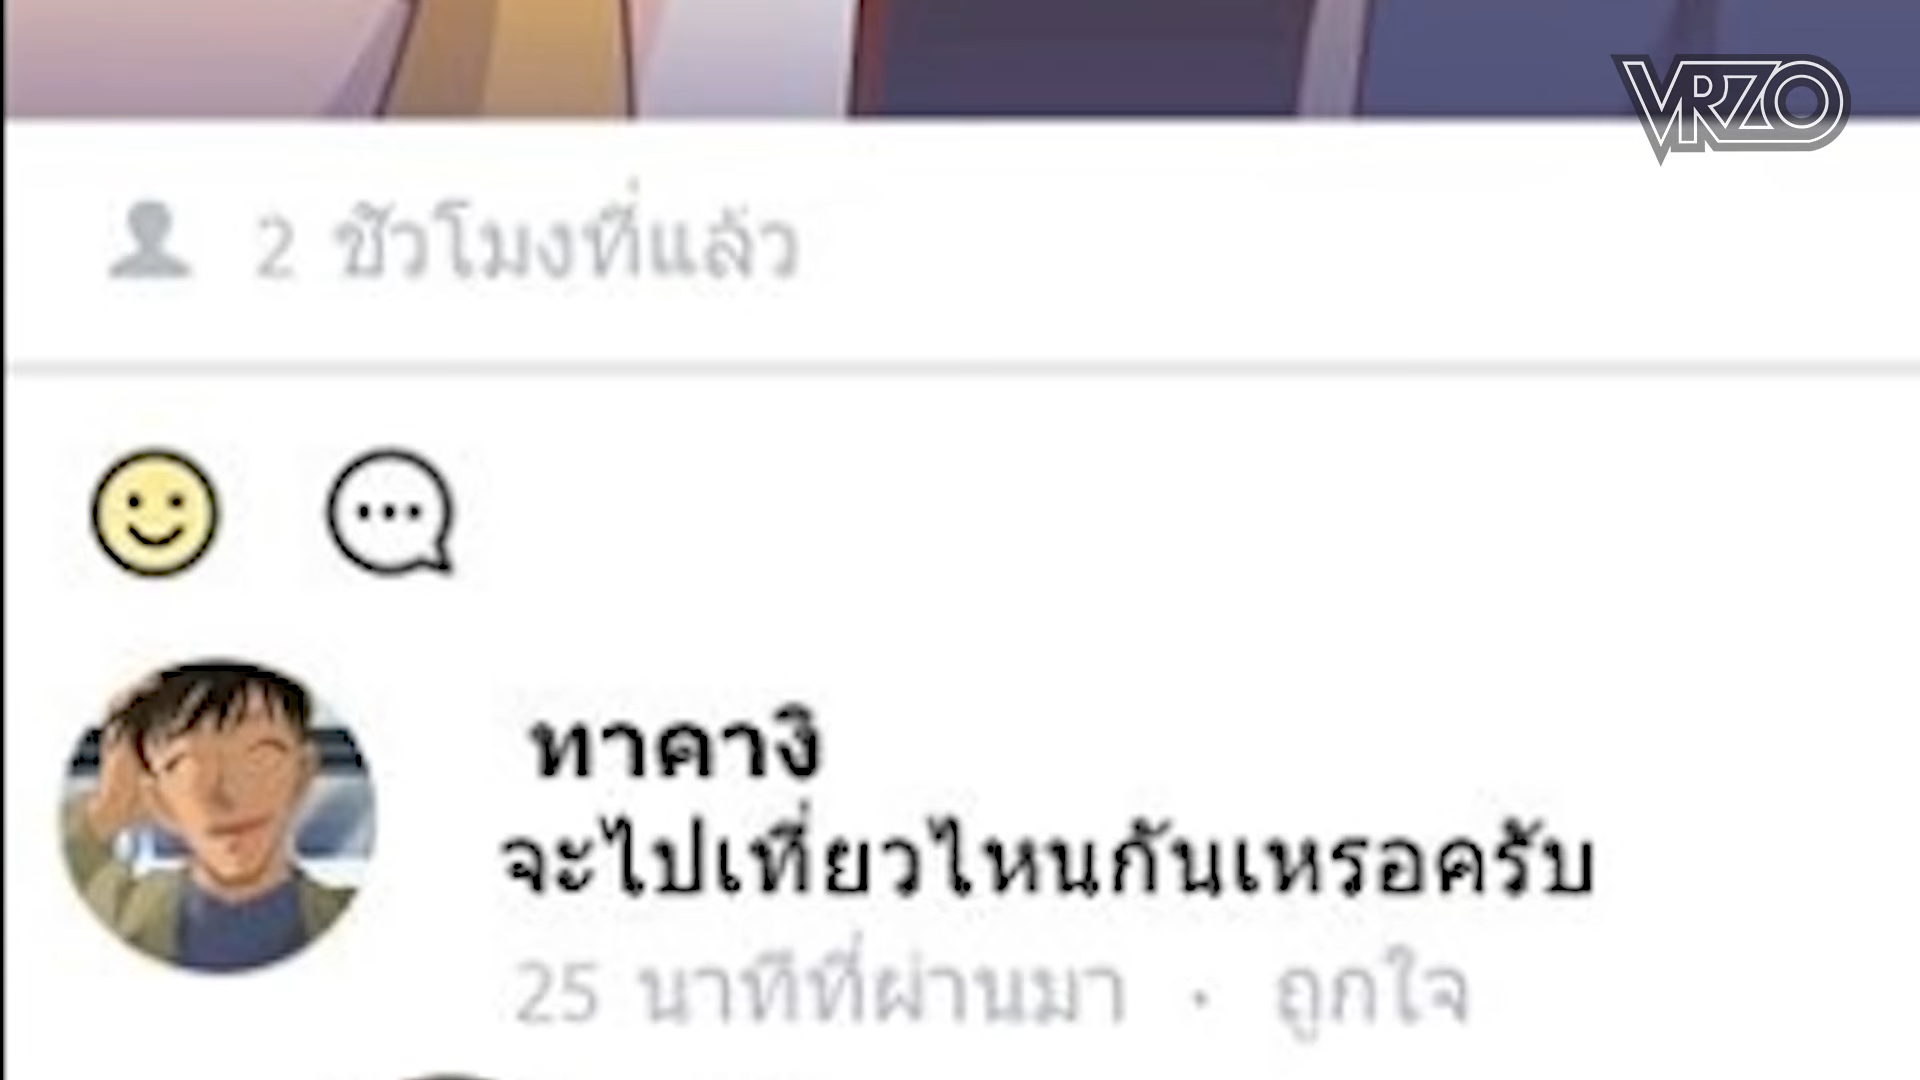 VRZO
2 ชั่วโมงที่แล้ว
ทาคางิ
จะไปเที่ยวไหนกันเหรอครับ
25 นาทีที่ผ่านมา · ถูกใจ